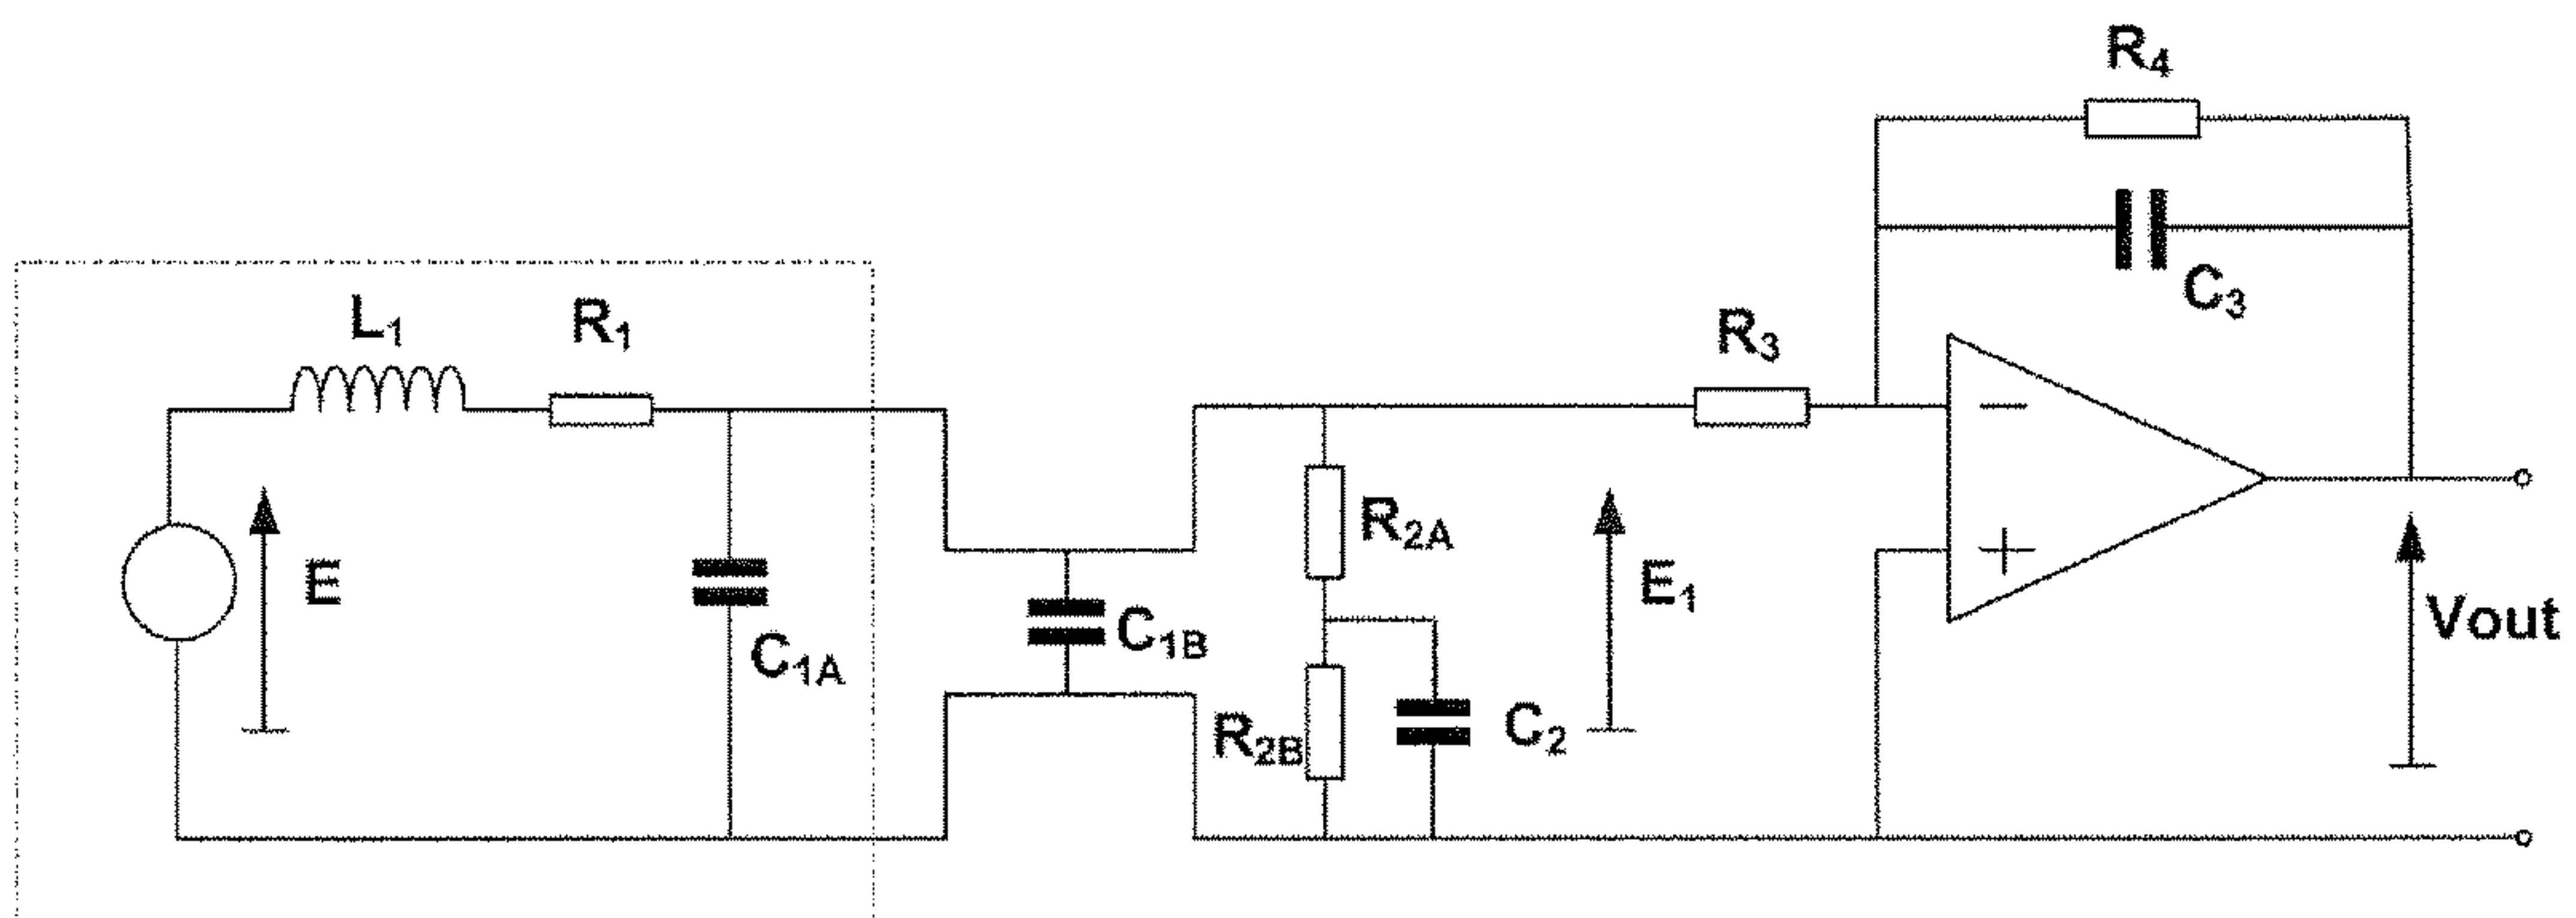 R₄
C₃
L₁
R₁
R₃
−
E
R₂A
E₁
+
C₁A
C₁B
Vout
R₂B
C₂